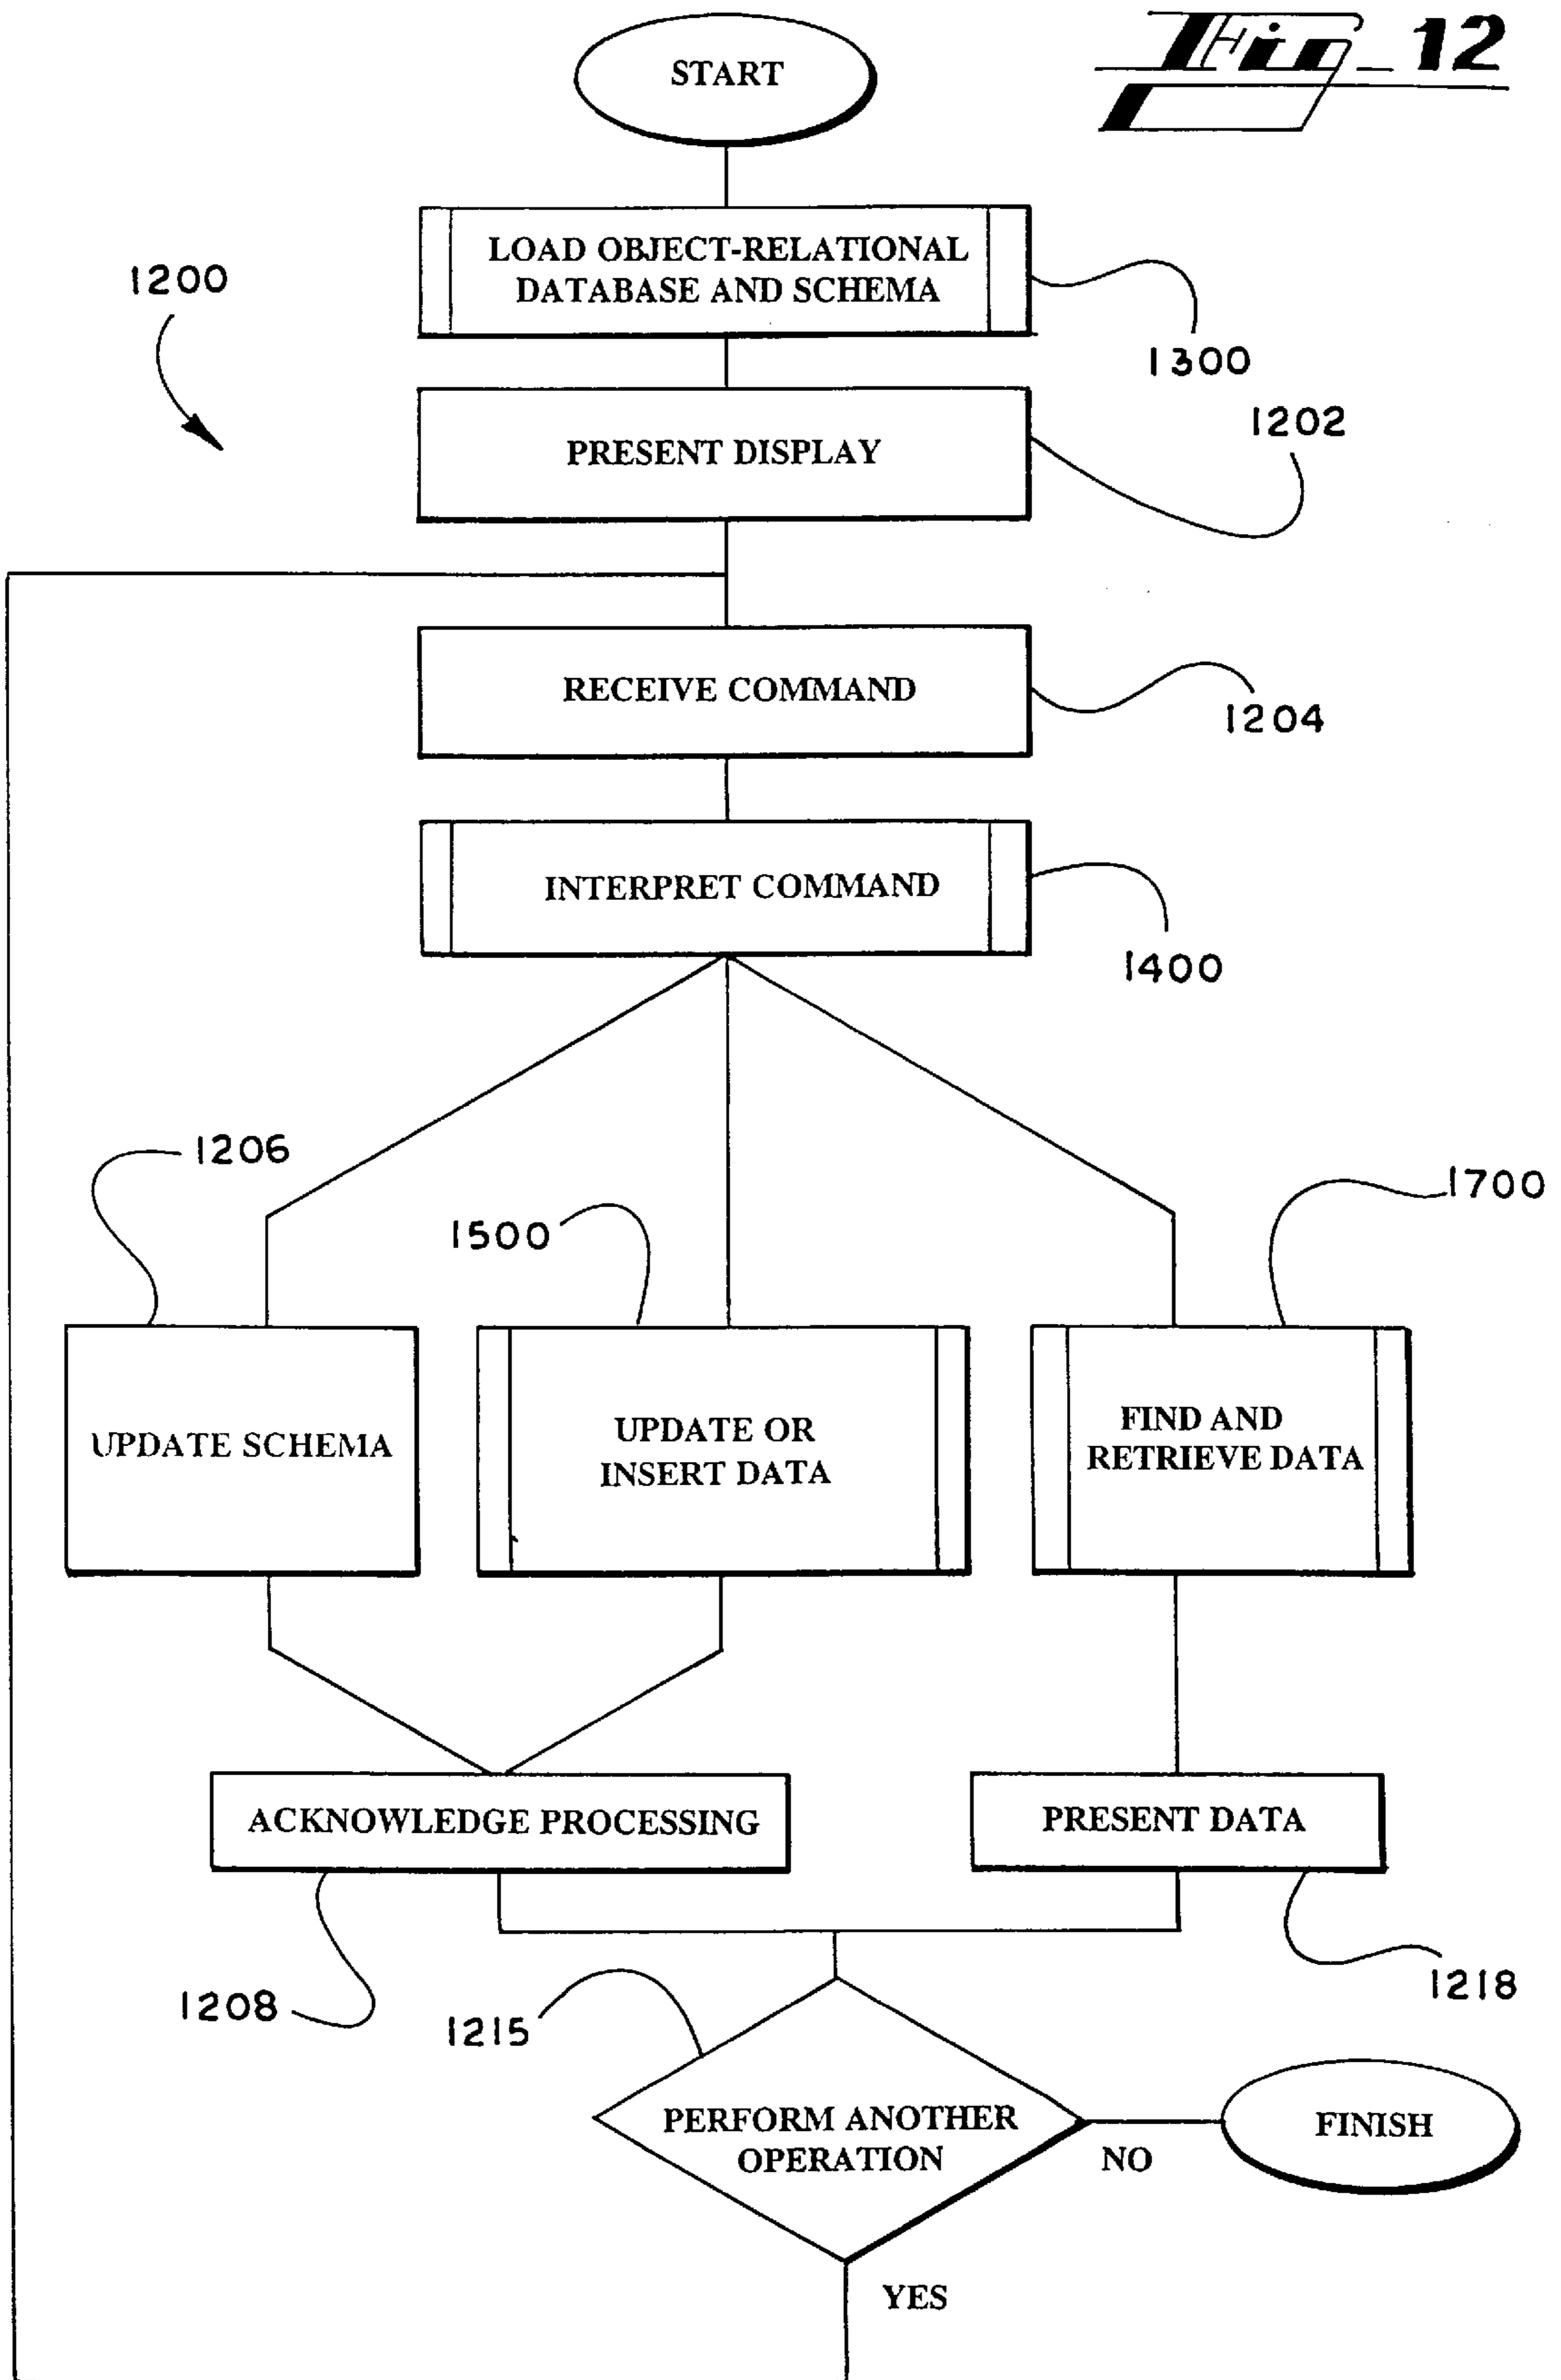 START
Fig_12
LOAD OBJECT-RELATIONAL
DATABASE AND SCHEMA
1200
1300
PRESENT DISPLAY
1202
RECEIVE COMMAND
1204
INTERPRET COMMAND
1400
1206
1500
1700
UPDATE SCHEMA
UPDATE OR
INSERT DATA
FIND AND
RETRIEVE DATA
ACKNOWLEDGE PROCESSING
PRESENT DATA
1208
1215
1218
PERFORM ANOTHER
OPERATION
NO
FINISH
YES